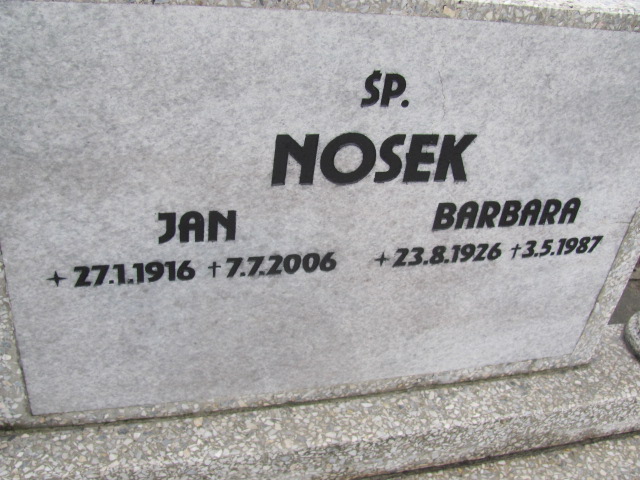 ŚP.
NOSEK
JAN
+ 27.1.1916 † 7.7.2006
BARBARA
+ 23.8.1926 † 3.5.1987